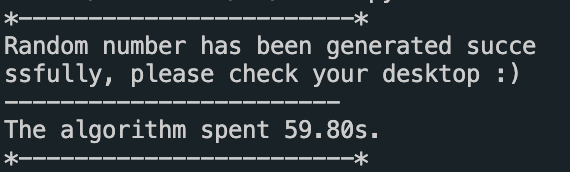 *------------------------*
Random number has been generated succe
ssfully, please check your desktop :)
------------------------
The algorithm spent 59.80s.
*------------------------*